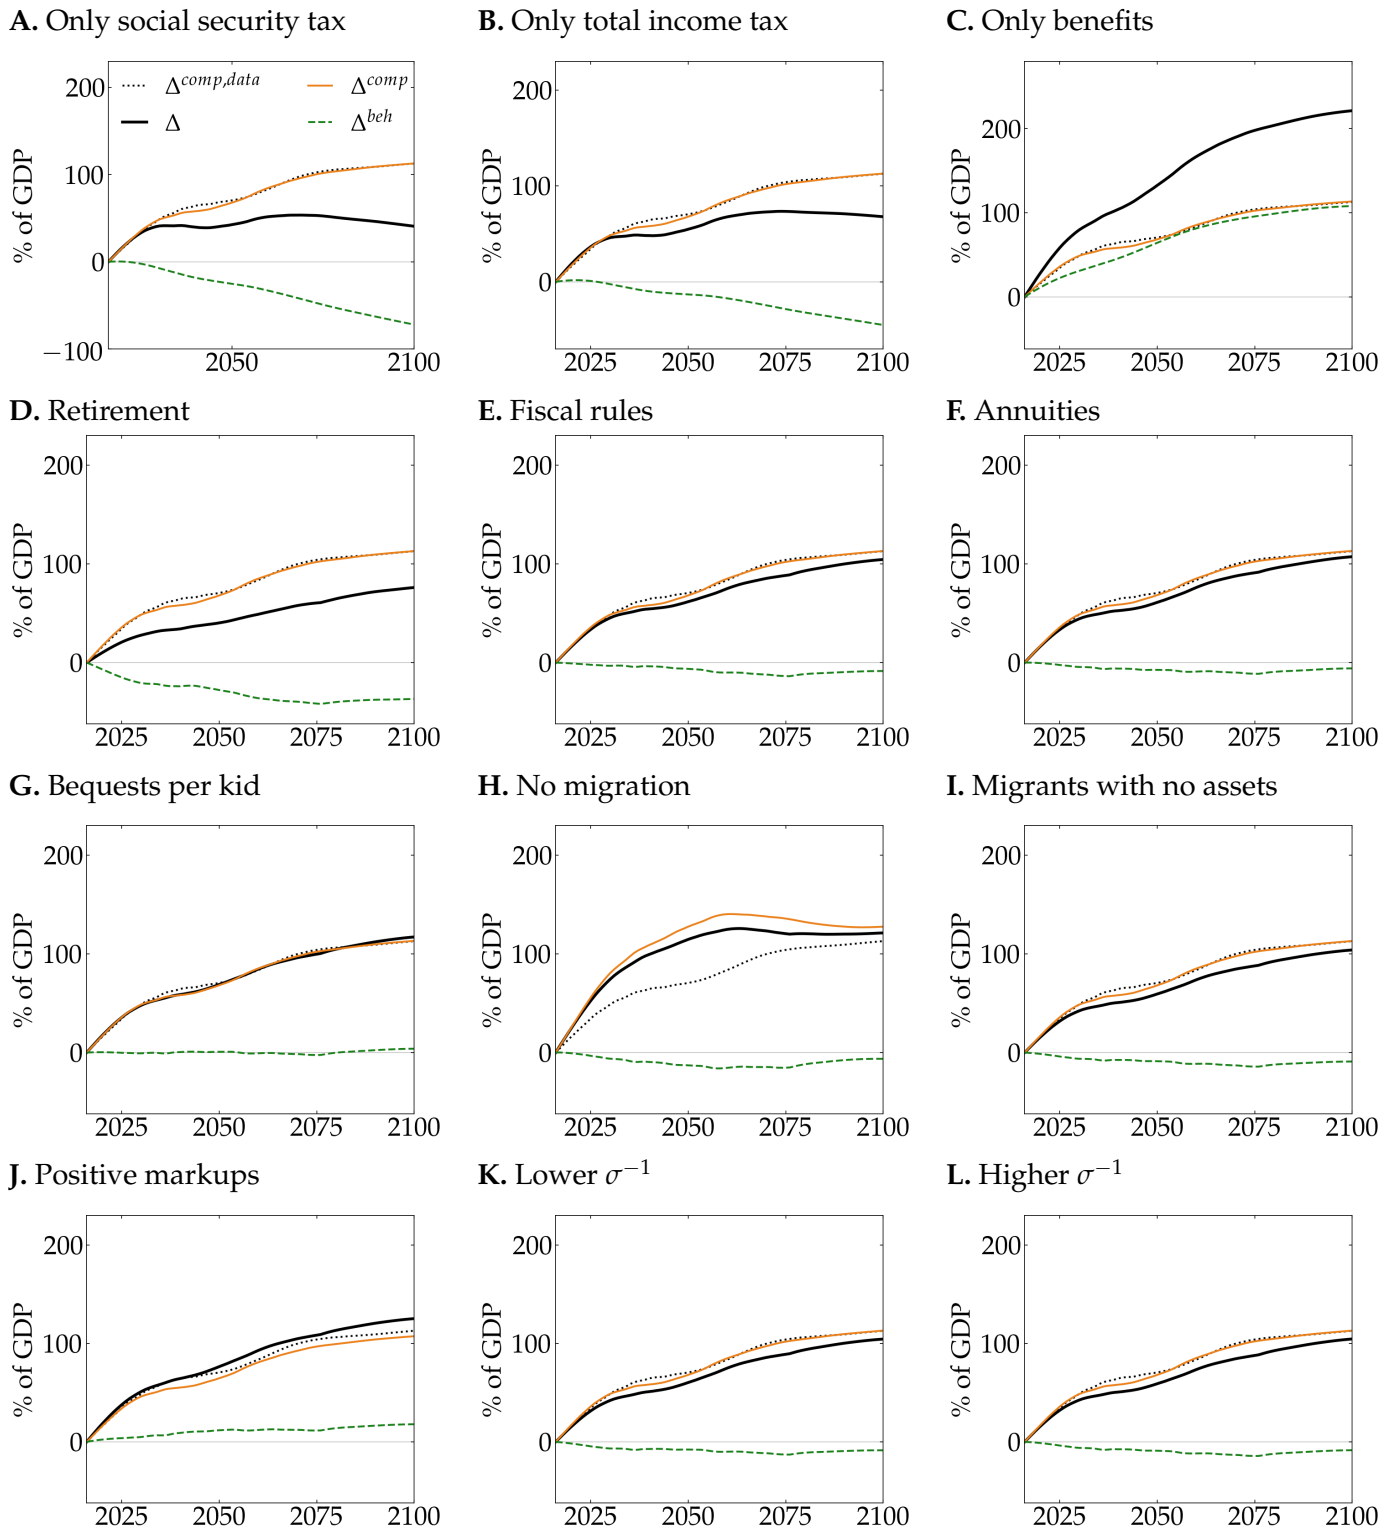 A. Only social security tax
B. Only total income tax
C. Only benefits
% of GDP
200
100
0
−100
2050
2100
Δcomp,data
Δcomp
Δ
Δbeh
% of GDP
200
100
0
2025
2050
2075
2100
% of GDP
200
100
0
2025
2050
2075
2100
D. Retirement
E. Fiscal rules
F. Annuities
% of GDP
200
100
0
2025
2050
2075
2100
% of GDP
200
100
0
2025
2050
2075
2100
% of GDP
200
100
0
2025
2050
2075
2100
G. Bequests per kid
H. No migration
I. Migrants with no assets
% of GDP
200
100
0
2025
2050
2075
2100
% of GDP
200
100
0
2025
2050
2075
2100
% of GDP
200
100
0
2025
2050
2075
2100
J. Positive markups
K. Lower σ⁻¹
L. Higher σ⁻¹
% of GDP
200
100
0
2025
2050
2075
2100
% of GDP
200
100
0
2025
2050
2075
2100
% of GDP
200
100
0
2025
2050
2075
2100